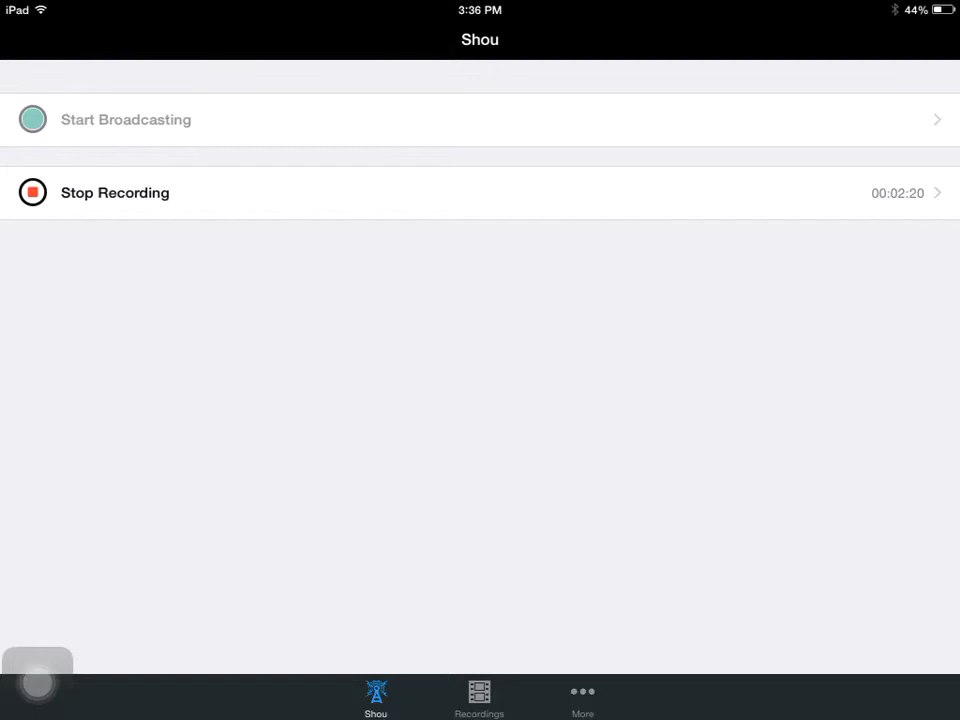 iPad
3:36 PM
44%
Shou
Start Broadcasting
Stop Recording
00:02:20
Shou
Recordings
More